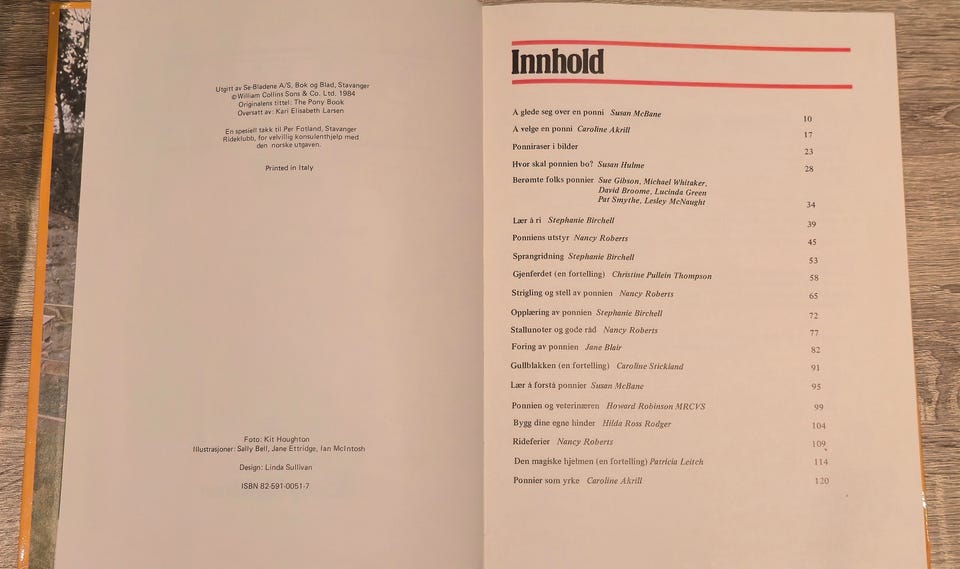 Utgitt av Se-Bladene A/S, Bok og Blad, Stavanger
©William Collins Sons & Co. Ltd. 1984
Originalens tittel: The Pony Book
Oversatt av: Kari Elisabeth Larsen
En spesiell takk til Per Fotland, Stavanger
Rideklubb, for velvillig konsulenthjelp med
den norske utgaven.
Printed in Italy
Foto: Kit Houghton
Illustrasjoner: Sally Bell, Jane Ettridge, Ian McIntosh
Design: Linda Sullivan
ISBN 82-591-0051-7
Innhold
Å glede seg over en ponni Susan McBane 10
Å velge en ponni Caroline Akrill 17
Ponniraser i bilder 23
Hvor skal ponnien bo? Susan Hulme 28
Berømte folks ponnier Sue Gibson, Michael Whitaker,
David Broome, Lucinda Green
Pat Smythe, Lesley McNaught 34
Lær å ri Stephanie Birchell 39
Ponniens utstyr Nancy Roberts 45
Sprangridning Stephanie Birchell 53
Gjenferdet (en fortelling) Christine Pullein Thompson 58
Strigling og stell av ponnien Nancy Roberts 65
Opplæring av ponnien Stephanie Birchell 72
Stallunoter og gode råd Nancy Roberts 77
Foring av ponnien Jane Blair 82
Gullblakken (en fortelling) Caroline Stickland 91
Lær å forstå ponnier Susan McBane 95
Ponnien og veterinæren Howard Robinson MRCVS 99
Bygg dine egne hinder Hilda Ross Rodger 104
Rideferier Nancy Roberts 109
Den magiske hjelmen (en fortelling) Patricia Leitch 114
Ponnier som yrke Caroline Akrill 120